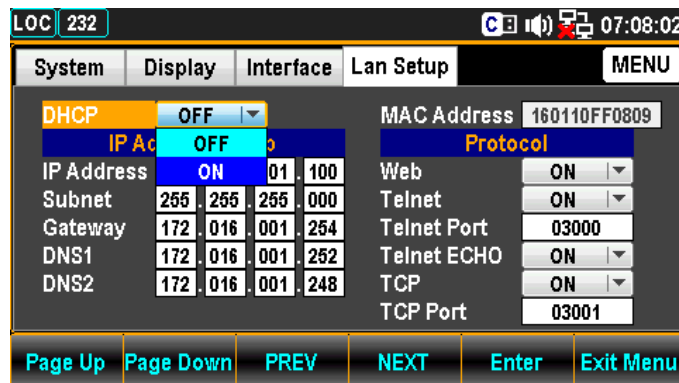 LOC 232 C 07:08:02
System Display Interface Lan Setup MENU
DHCP OFF MAC Address 160110FF0809
IP Ac OFF Protocol
IP Address ON 01 . 100 Web ON
Subnet 255 . 255 . 255 . 000 Telnet ON
Gateway 172 . 016 . 001 . 254 Telnet Port 03000
DNS1 172 . 016 . 001 . 252 Telnet ECHO ON
DNS2 172 . 016 . 001 . 248 TCP ON
TCP Port 03001
Page Up Page Down PREV NEXT Enter Exit Menu